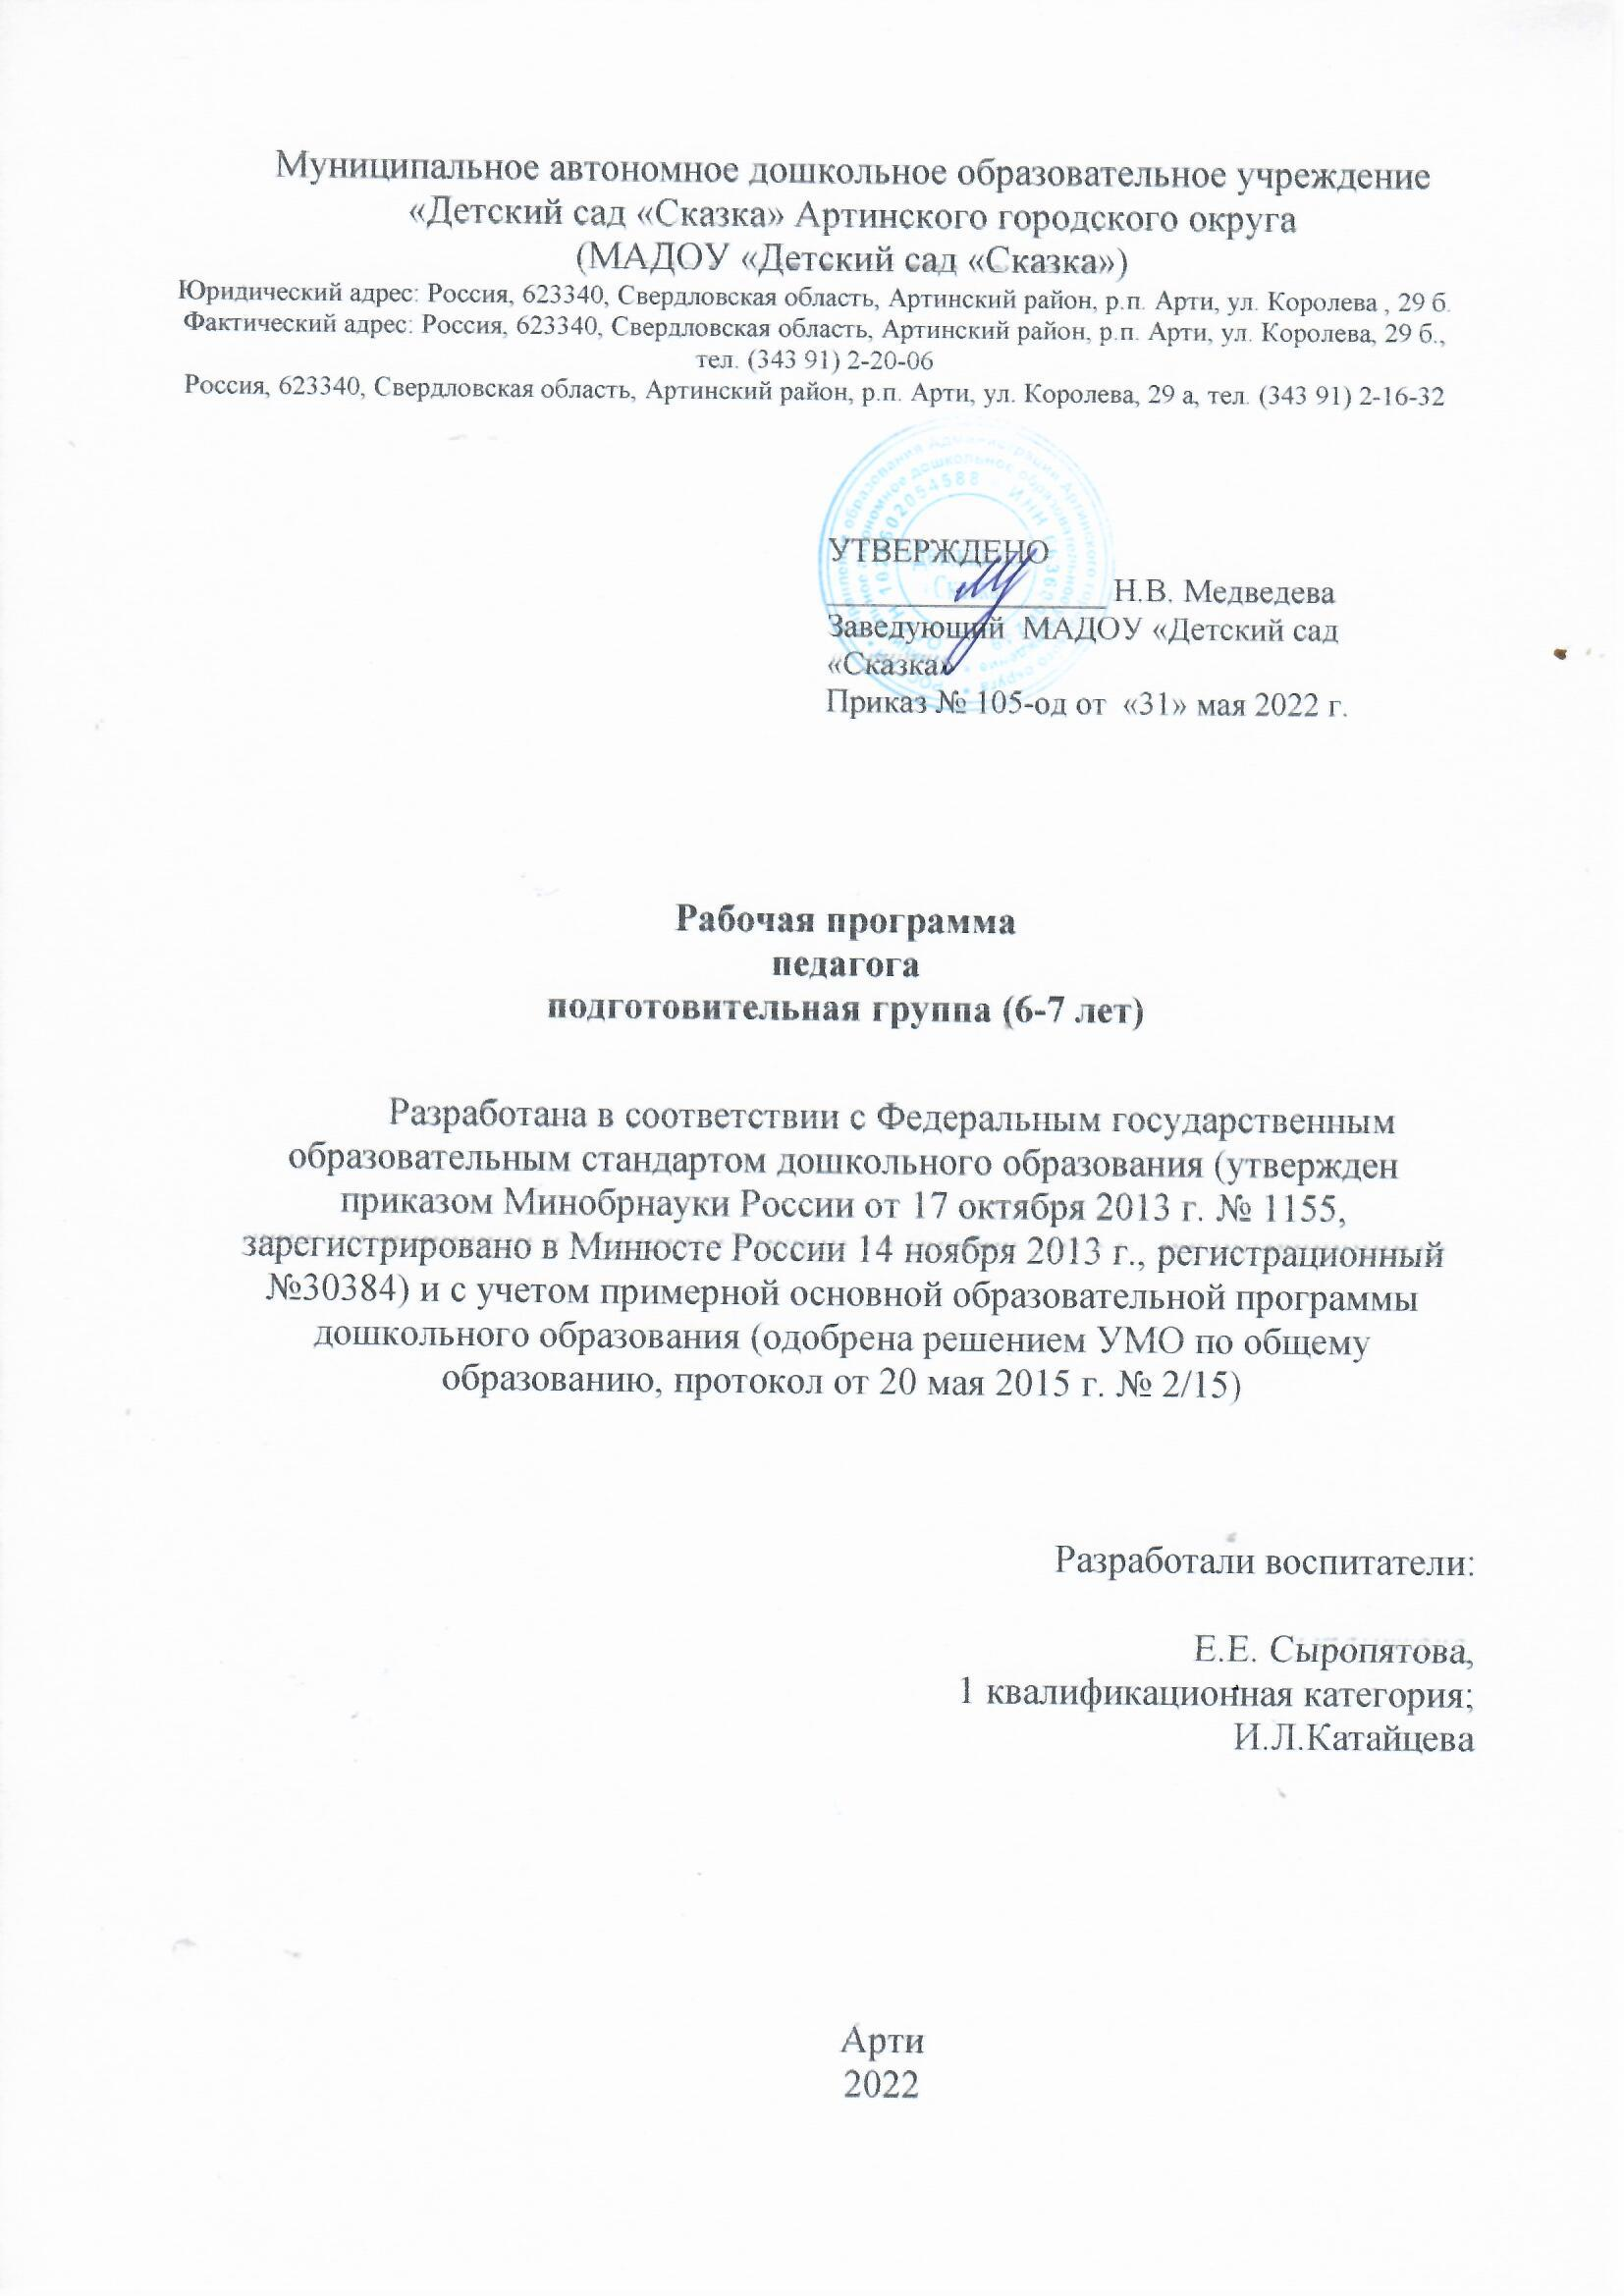 Муниципальное автономное дошкольное образовательное учреждение
«Детский сад «Сказка» Артинского городского округа
(МАДОУ «Детский сад «Сказка»)
Юридический адрес: Россия, 623340, Свердловская область, Артинский район, р.п. Арти, ул. Королева , 29 б.
Фактический адрес: Россия, 623340, Свердловская область, Артинский район, р.п. Арти, ул. Королева, 29 б.,
тел. (343 91) 2-20-06
Россия, 623340, Свердловская область, Артинский район, р.п. Арти, ул. Королева, 29 а, тел. (343 91) 2-16-32
УТВЕРЖДЕНО
Н.В. Медведева
Заведующий МАДОУ «Детский сад
«Сказка»
Приказ № 105-од от «31» мая 2022 г.
Рабочая программа
педагога
подготовительная группа (6-7 лет)
Разработана в соответствии с Федеральным государственным
образовательным стандартом дошкольного образования (утвержден
приказом Минобрнауки России от 17 октября 2013 г. № 1155,
зарегистрировано в Минюсте России 14 ноября 2013 г., регистрационный
№30384) и с учетом примерной основной образовательной программы
дошкольного образования (одобрена решением УМО по общему
образованию, протокол от 20 мая 2015 г. № 2/15)
Разработали воспитатели:
Е.Е. Сыропятова,
1 квалификационная категория;
И.Л.Катайцева
Арти
2022